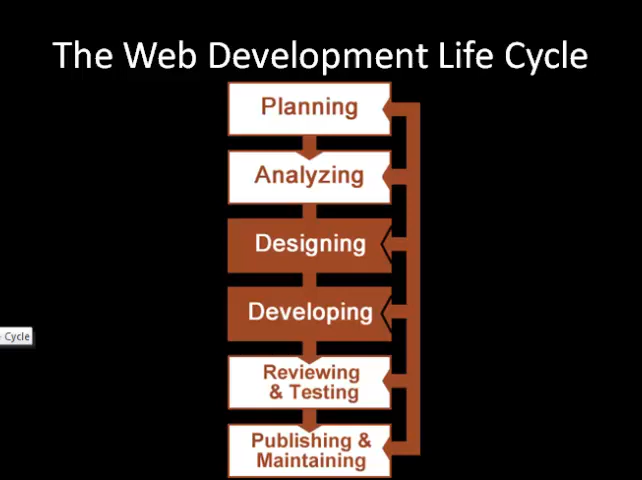 The Web Development Life Cycle
Planning
Analyzing
Designing
Developing
Cycle
Reviewing
& Testing
Publishing &
Maintaining